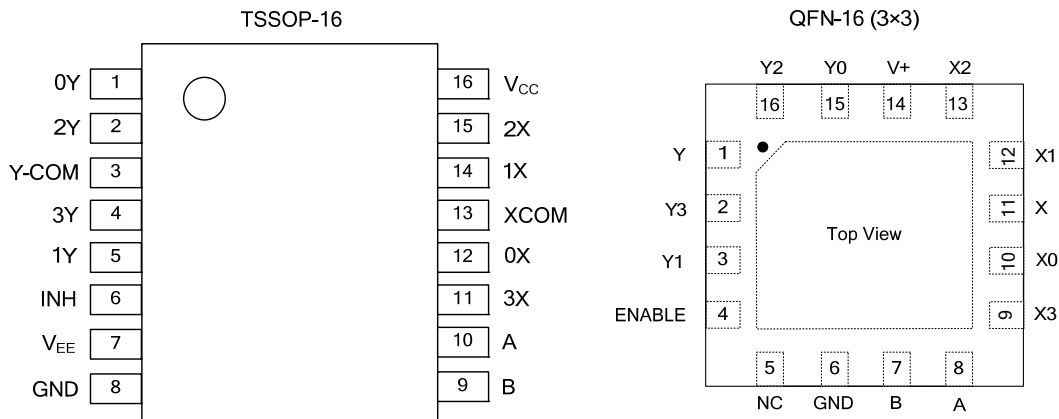 TSSOP-16
0Y 1
2Y 2
Y-COM 3
3Y 4
1Y 5
INH 6
VEE 7
GND 8
16 VCC
15 2X
14 1X
13 XCOM
12 0X
11 3X
10 A
9 B
QFN-16 (3×3)
Y2 Y0 V+ X2
16 15 14 13
Y 1
Y3 2
Y1 3
ENABLE 4
Top View
12 X1
11 X
10 X0
9 X3
5 6 7 8
NC GND B A